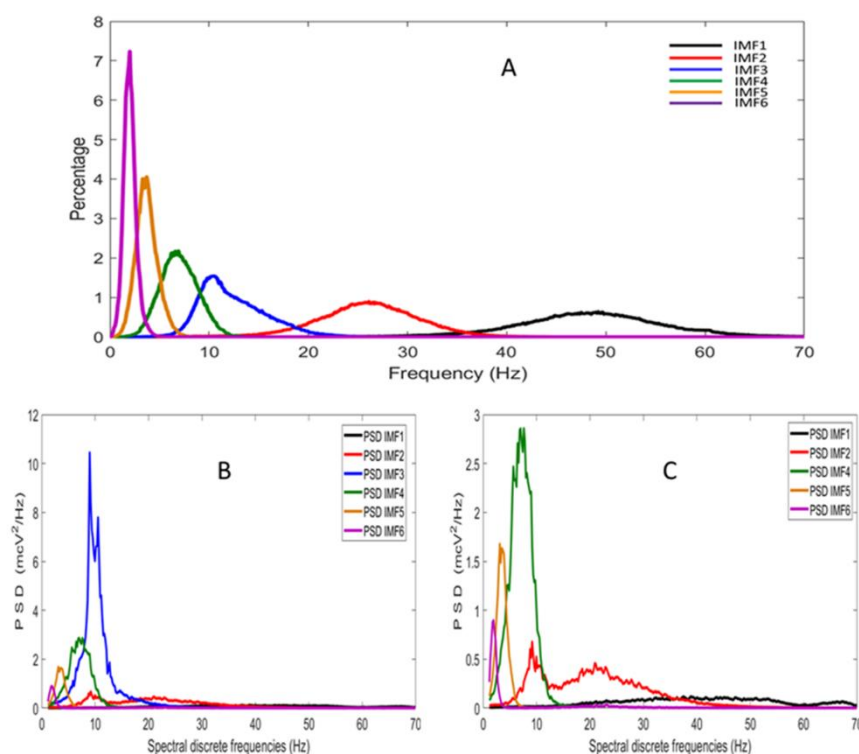 A
IMF1
IMF2
IMF3
IMF4
IMF5
IMF6
Percentage
8
7
6
5
4
3
2
1
0
0 10 20 30 40 50 60 70
Frequency (Hz)
B
PSD IMF1
PSD IMF2
PSD IMF3
PSD IMF4
PSD IMF5
PSD IMF6
PSD (mcV²/Hz)
12
10
8
6
4
2
0
0 10 20 30 40 50 60 70
Spectral discrete frequencies (Hz)
C
PSD IMF1
PSD IMF2
PSD IMF4
PSD IMF5
PSD IMF6
PSD (mcV²/Hz)
3
2.5
2
1.5
1
0.5
0
0 10 20 30 40 50 60 70
Spectral discrete frequencies (Hz)